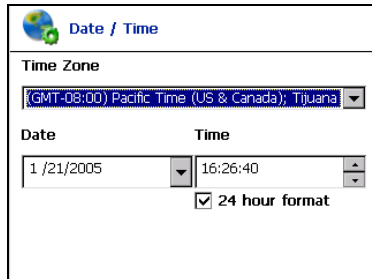 Date / Time
Time Zone
(GMT-08:00) Pacific Time (US & Canada); Tijuana
Date Time
1 /21/2005 16:26:40
24 hour format